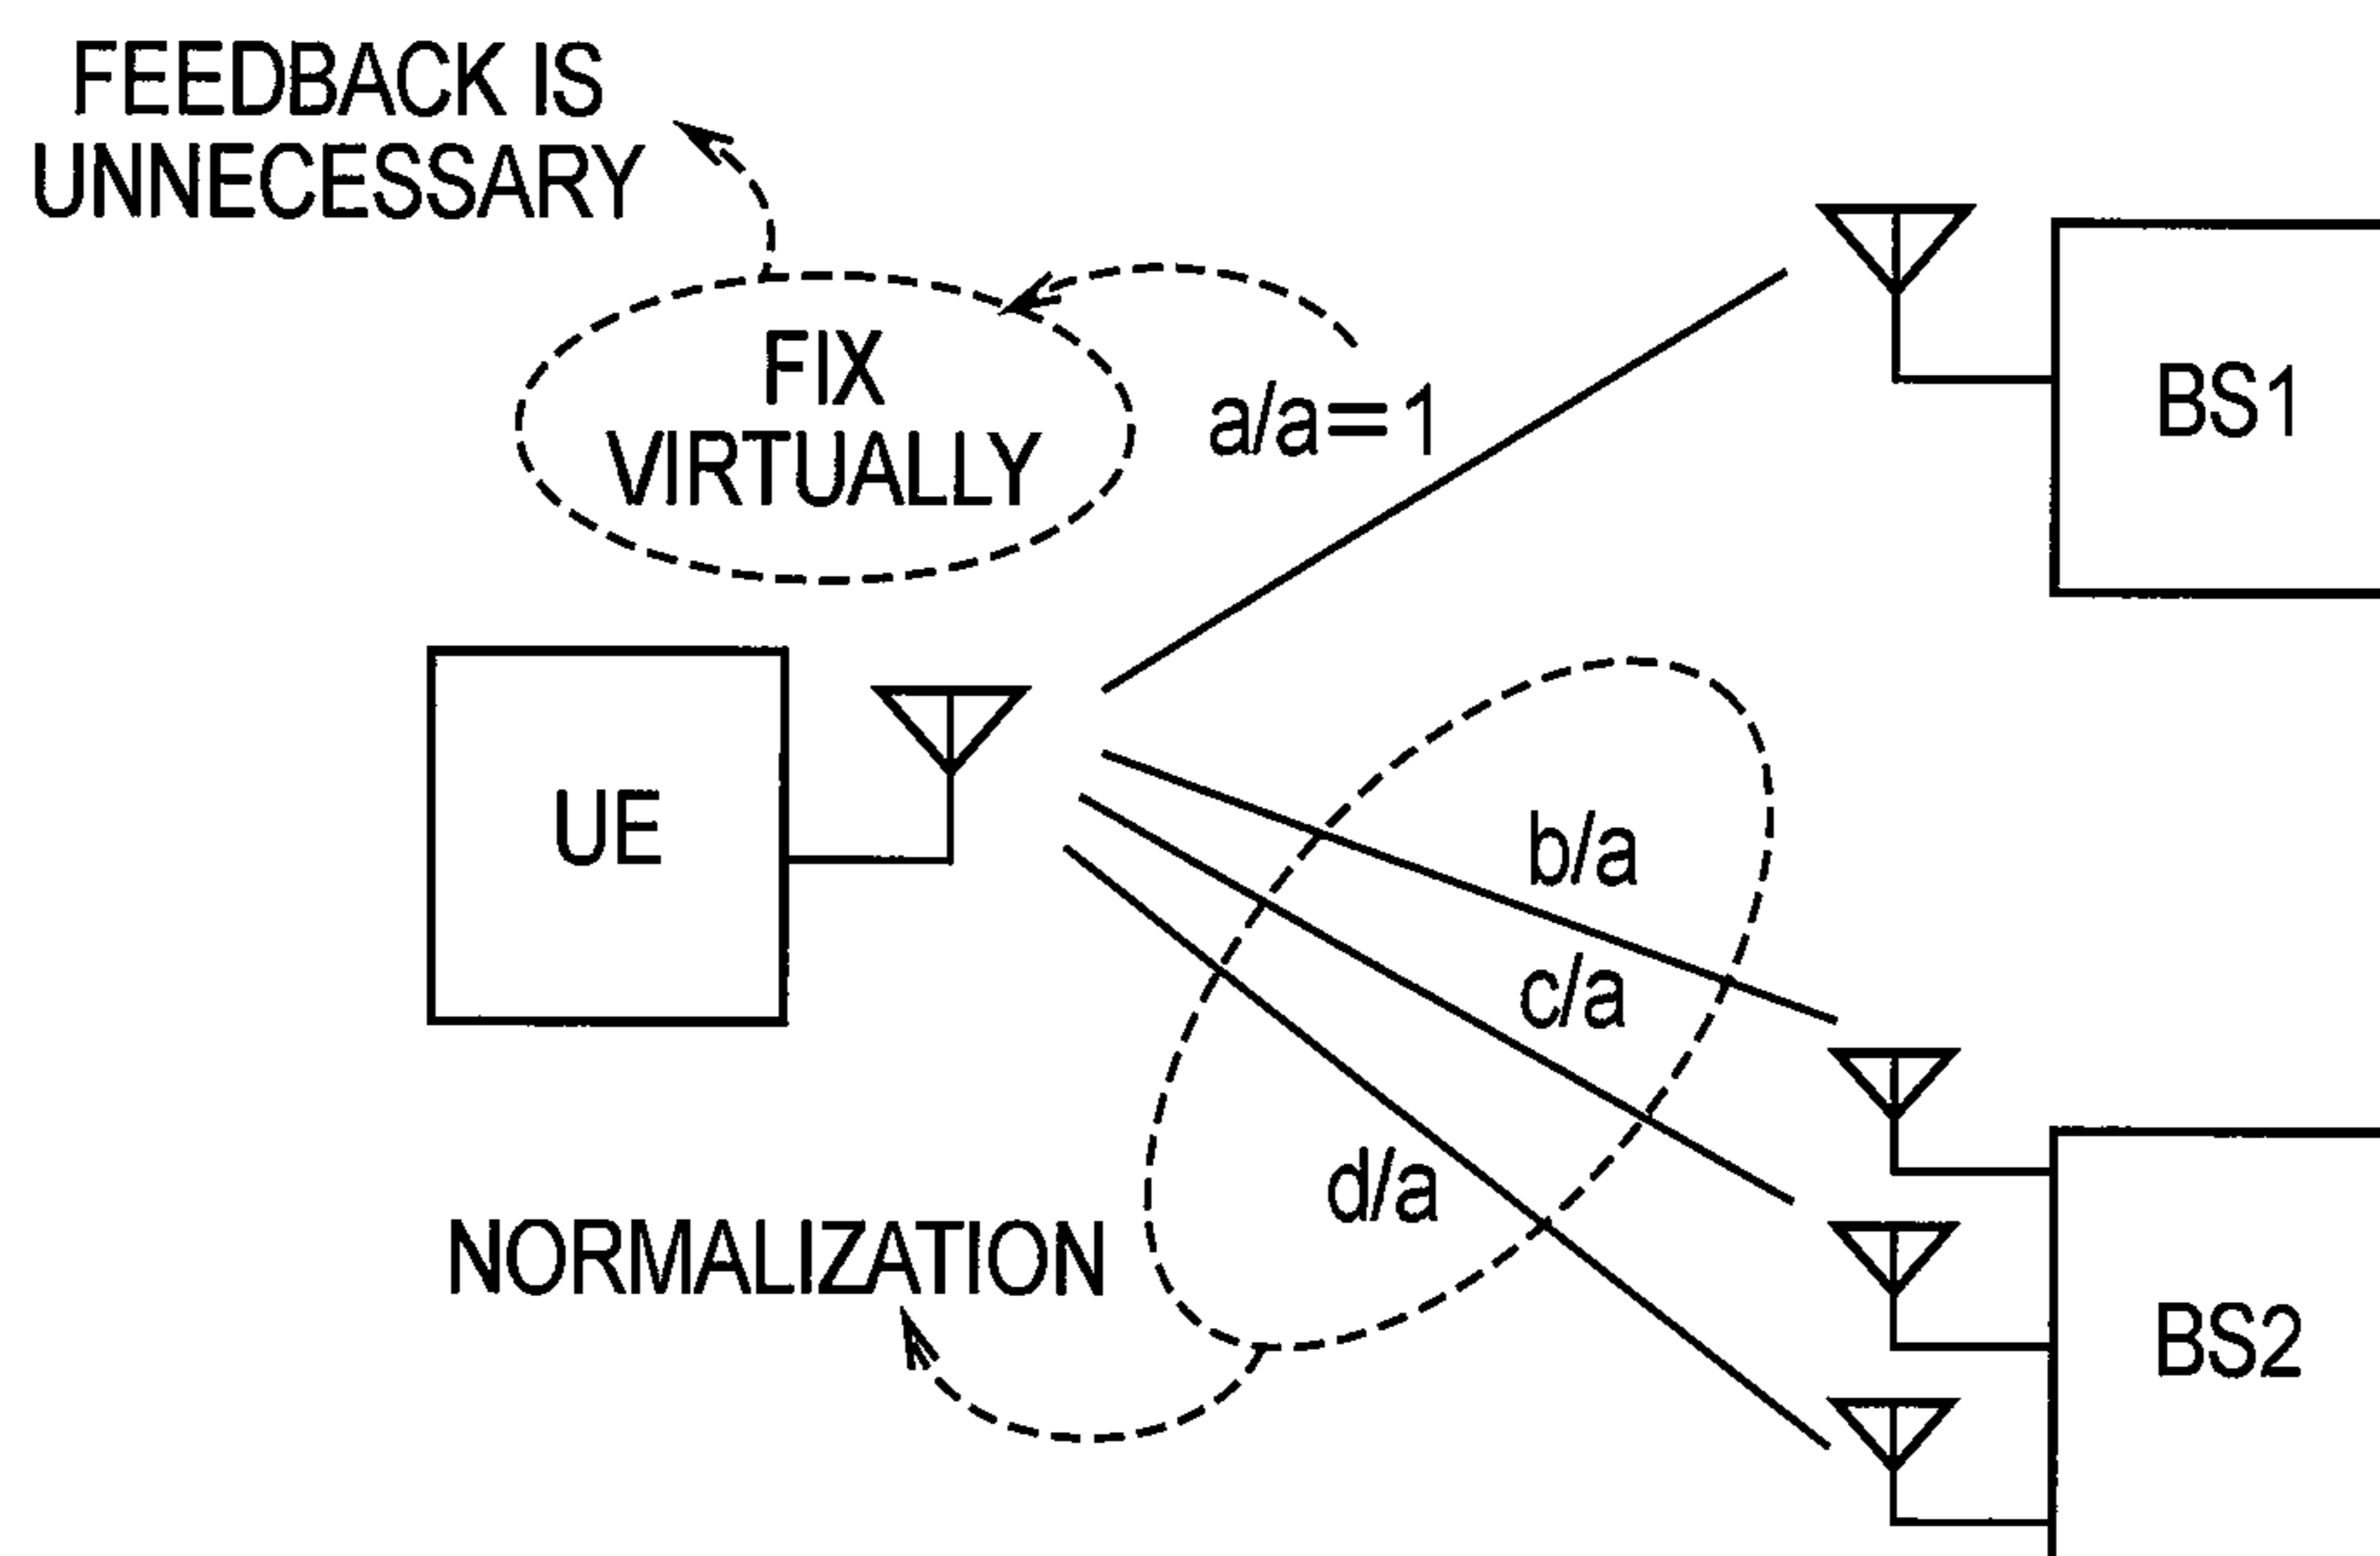 FEEDBACK IS
UNNECESSARY
FIX
VIRTUALLY
a/a=1
BS1
UE
b/a
c/a
d/a
NORMALIZATION
BS2